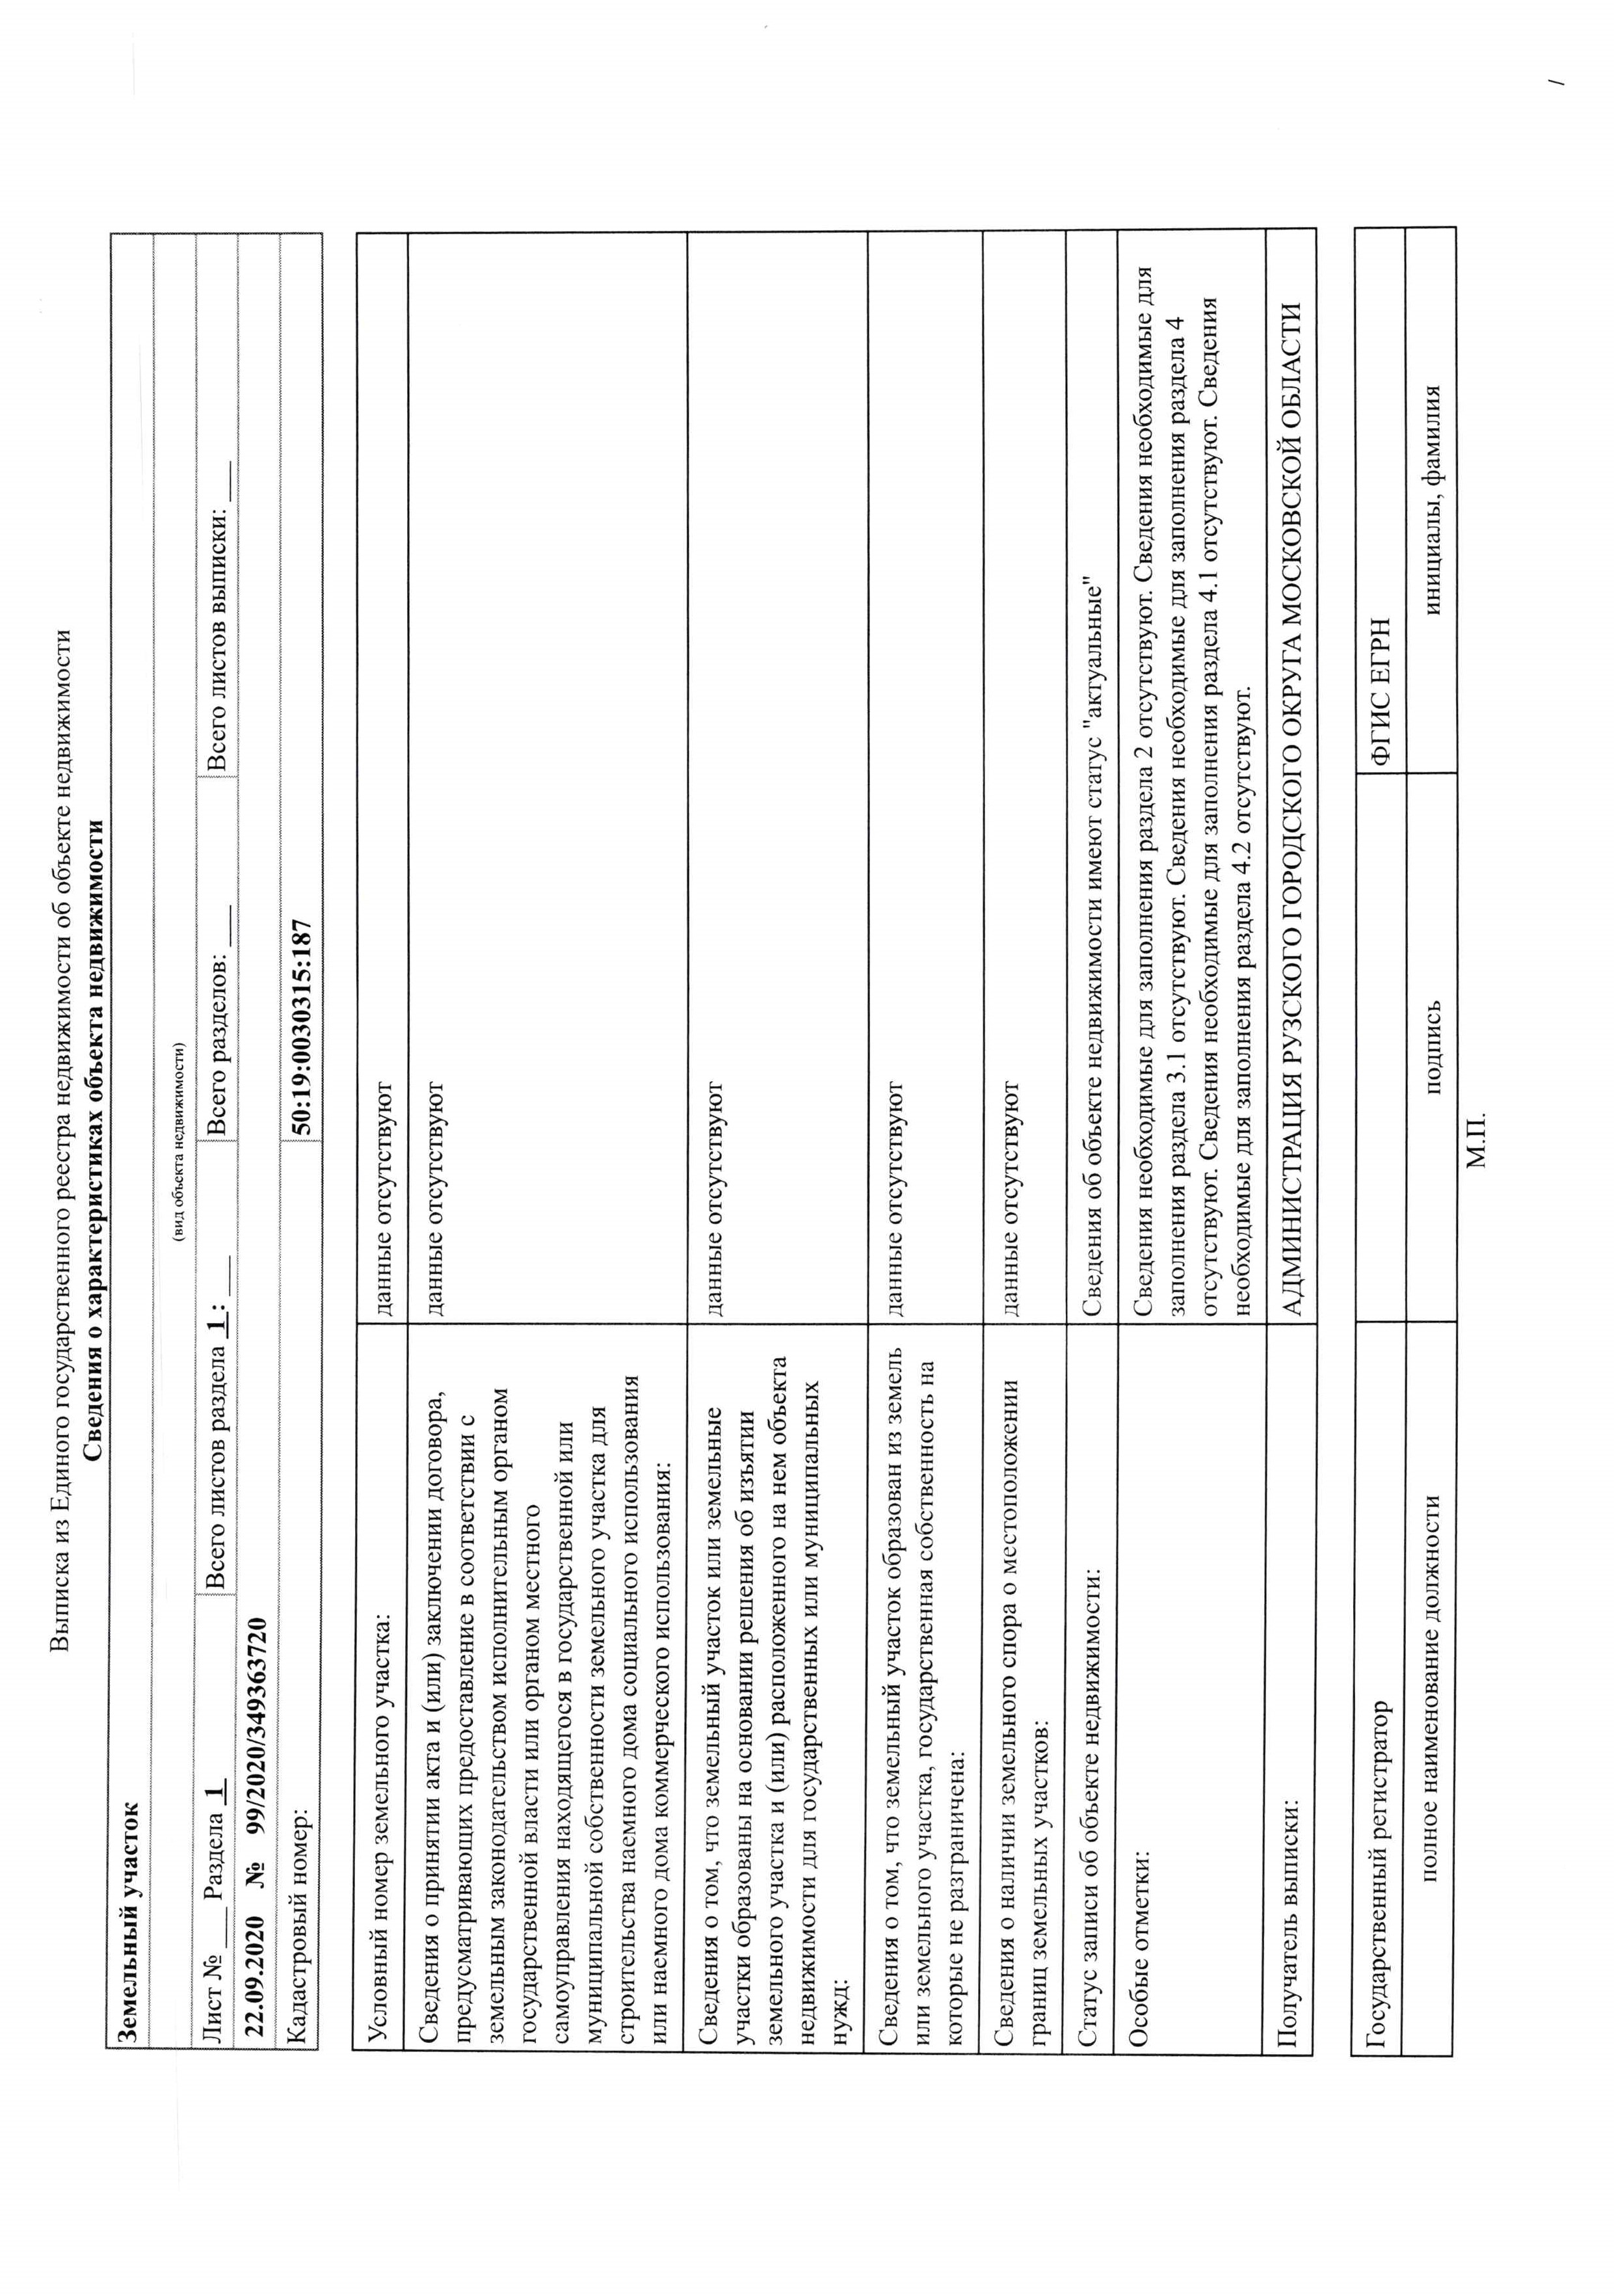 Выписка из Единого государственного реестра недвижимости об объекте недвижимости
Сведения о характеристиках объекта недвижимости
Земельный участок
(вид объекта недвижимости)
Лист № ___ Раздела 1 Всего листов раздела 1 : ___ Всего разделов: ___ Всего листов выписки: ___
22.09.2020 № 99/2020/349363720
Кадастровый номер: 50:19:0030315:187
Условный номер земельного участка: данные отсутствуют
Сведения о принятии акта и (или) заключении договора, данные отсутствуют
предусматривающих предоставление в соответствии с
земельным законодательством исполнительным органом
государственной власти или органом местного
самоуправления находящегося в государственной или
муниципальной собственности земельного участка для
строительства наемного дома социального использования
или наемного дома коммерческого использования:
Сведения о том, что земельный участок или земельные данные отсутствуют
участки образованы на основании решения об изъятии
земельного участка и (или) расположенного на нем объекта
недвижимости для государственных или муниципальных
нужд:
Сведения о том, что земельный участок образован из земель данные отсутствуют
или земельного участка, государственная собственность на
которые не разграничена:
Сведения о наличии земельного спора о местоположении данные отсутствуют
границ земельных участков:
Статус записи об объекте недвижимости: Сведения об объекте недвижимости имеют статус "актуальные"
Особые отметки: Сведения необходимые для заполнения раздела 2 отсутствуют. Сведения необходимые для
заполнения раздела 3.1 отсутствуют. Сведения необходимые для заполнения раздела 4
отсутствуют. Сведения необходимые для заполнения раздела 4.1 отсутствуют. Сведения
необходимые для заполнения раздела 4.2 отсутствуют.
Получатель выписки: АДМИНИСТРАЦИЯ РУЗСКОГО ГОРОДСКОГО ОКРУГА МОСКОВСКОЙ ОБЛАСТИ
Государственный регистратор ФГИС ЕГРН
полное наименование должности подпись инициалы, фамилия
М.П.